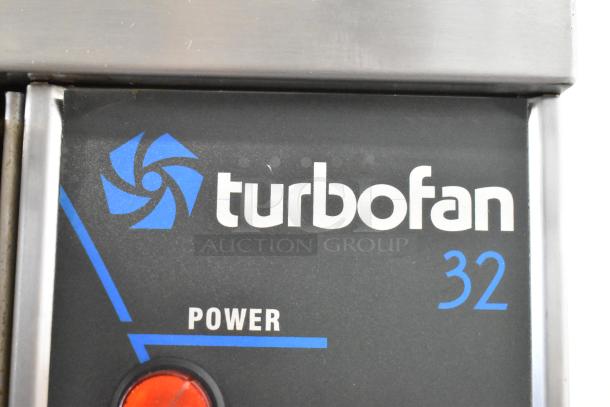 turbofan
AUCTION GROUP
32
POWER